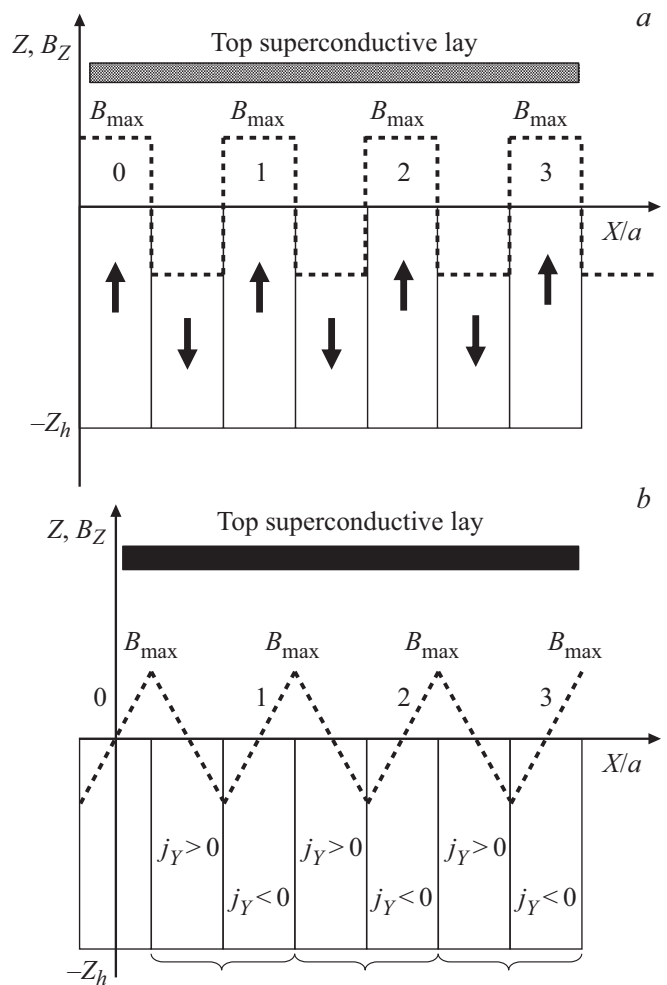 a
Z, B_Z
Top superconductive lay
B_max B_max B_max B_max
0 1 2 3
X/a
–Z_h
b
Z, B_Z
Top superconductive lay
B_max B_max B_max B_max
0 1 2 3
X/a
j_Y > 0 j_Y > 0 j_Y > 0
j_Y < 0 j_Y < 0 j_Y < 0
–Z_h